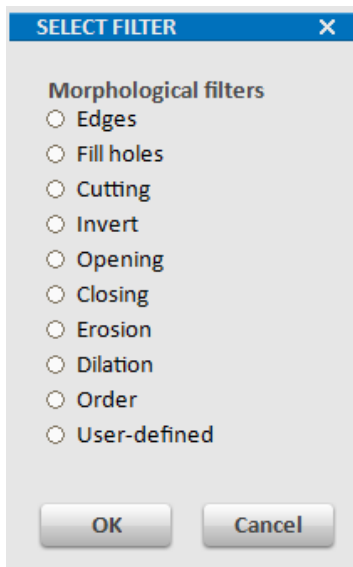 SELECT FILTER
Morphological filters
Edges
Fill holes
Cutting
Invert
Opening
Closing
Erosion
Dilation
Order
User-defined
OK Cancel